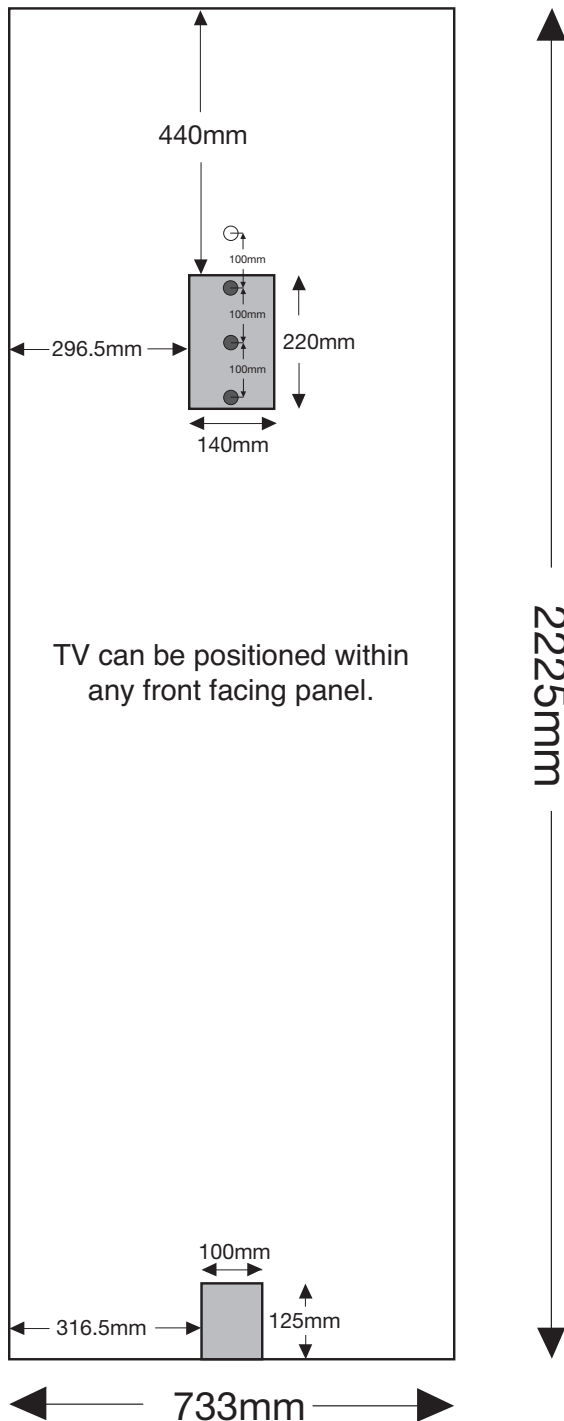 440mm
100mm
100mm
296.5mm
220mm
100mm
140mm
TV can be positioned within
any front facing panel.
2225mm
100mm
316.5mm
125mm
733mm